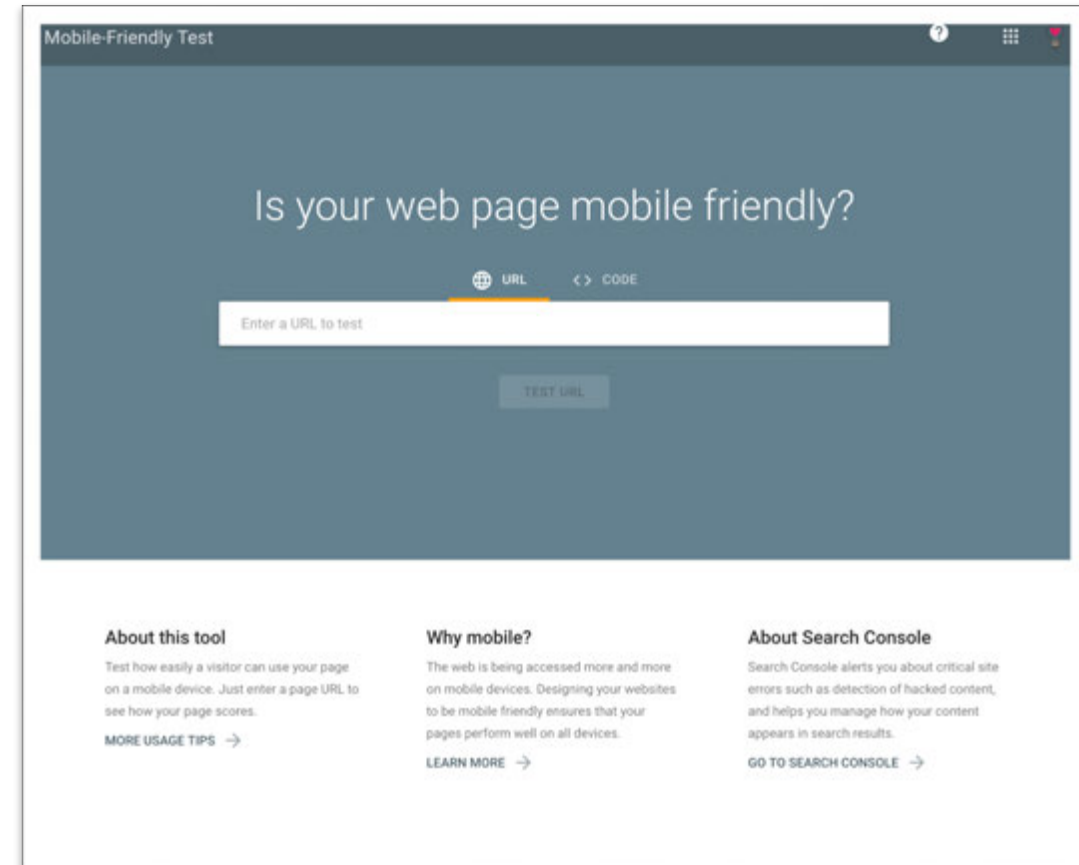 Mobile-Friendly Test
?
Is your web page mobile friendly?
URL <> CODE
Enter a URL to test
TEST URL
About this tool
Test how easily a visitor can use your page
on a mobile device. Just enter a page URL to
see how your page scores.
MORE USAGE TIPS →
Why mobile?
The web is being accessed more and more
on mobile devices. Designing your websites
to be mobile friendly ensures that your
pages perform well on all devices.
LEARN MORE →
About Search Console
Search Console alerts you about critical site
errors such as detection of hacked content,
and helps you manage how your content
appears in search results.
GO TO SEARCH CONSOLE →